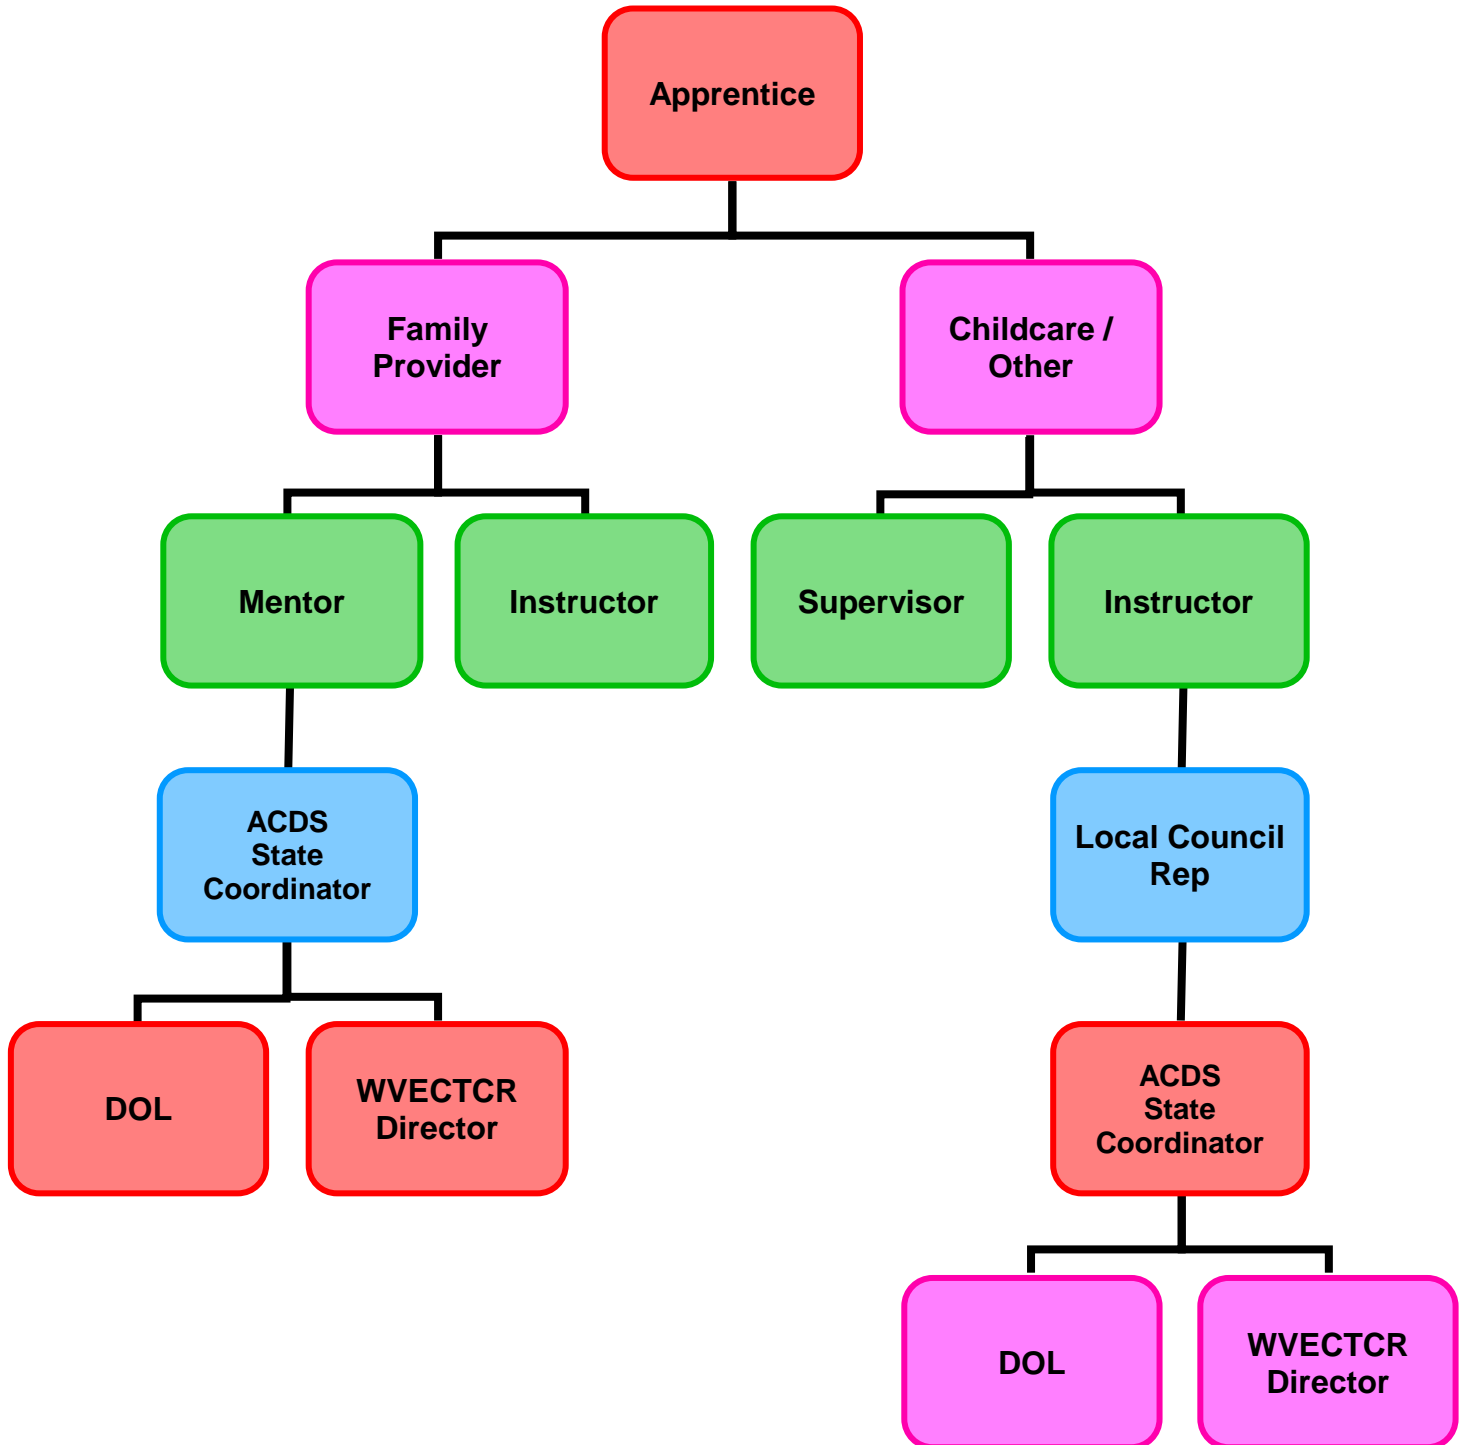 Apprentice
Family
Provider
Childcare /
Other
Mentor
Instructor
Supervisor
Instructor
ACDS
State
Coordinator
Local Council
Rep
DOL
WVECTCR
Director
ACDS
State
Coordinator
DOL
WVECTCR
Director